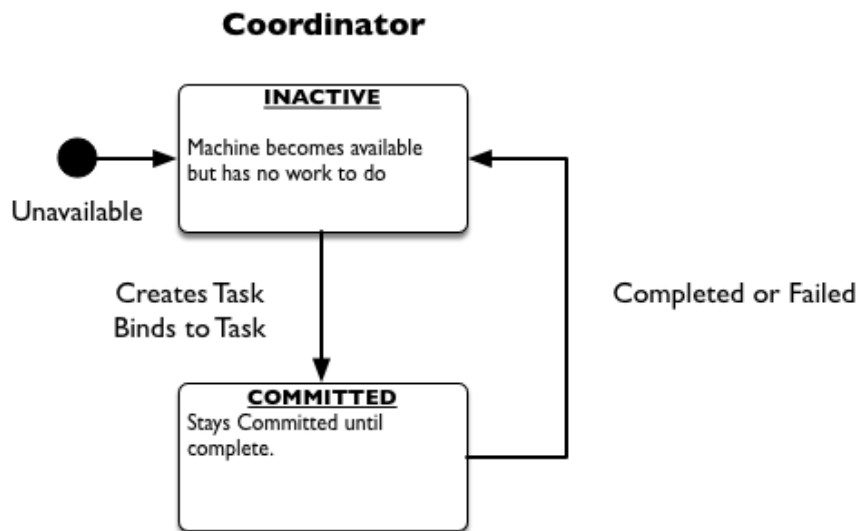 Coordinator
INACTIVE
Machine becomes available
but has no work to do
Unavailable
Creates Task
Binds to Task
Completed or Failed
COMMITTED
Stays Committed until
complete.